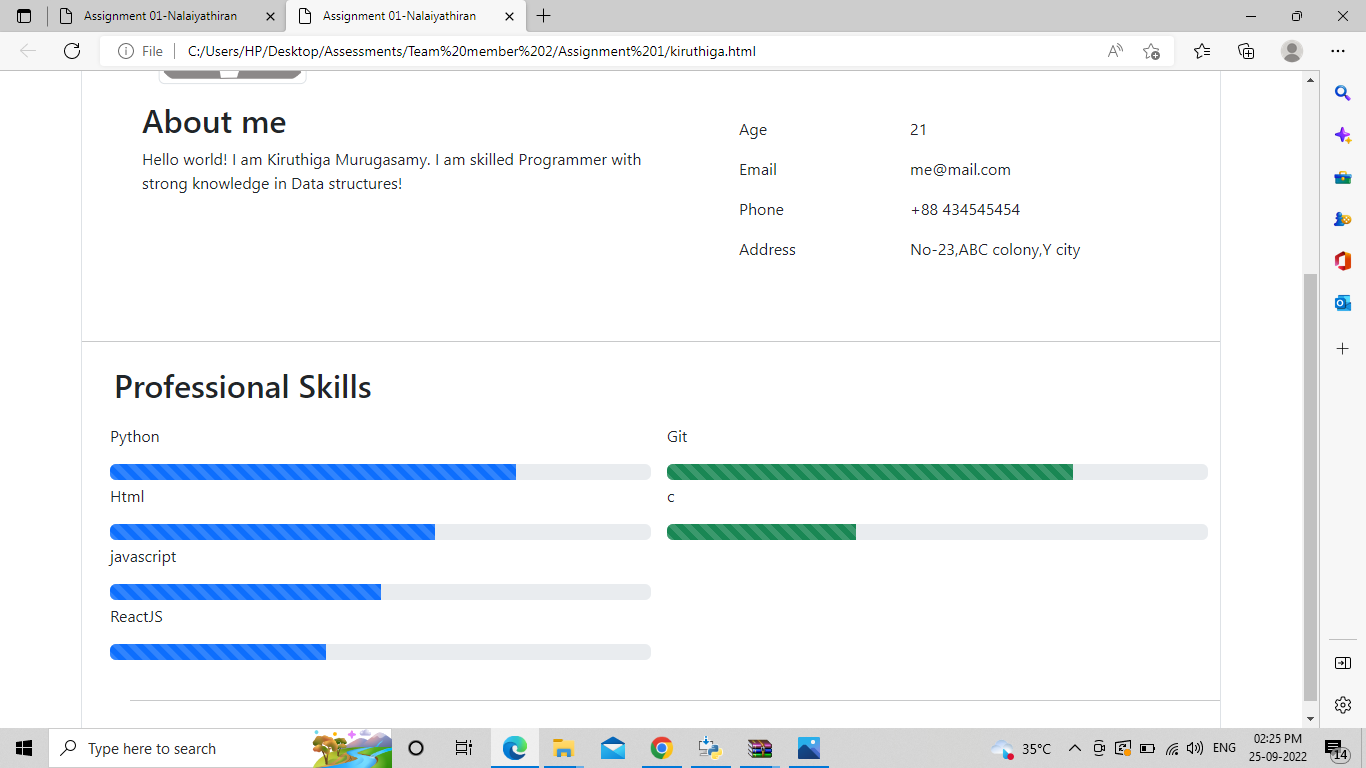 Assignment 01-Nalaiyathiran
Assignment 01-Nalaiyathiran
File
C:/Users/HP/Desktop/Assessments/Team%20member%202/Assignment%201/kiruthiga.html
About me
Hello world! I am Kiruthiga Murugasamy. I am skilled Programmer with
strong knowledge in Data structures!
Age 21
Email me@mail.com
Phone +88 434545454
Address No-23,ABC colony,Y city
Professional Skills
Python
Html
javascript
ReactJS
Git
c
Type here to search
35°C
ENG
02:25 PM
25-09-2022
14